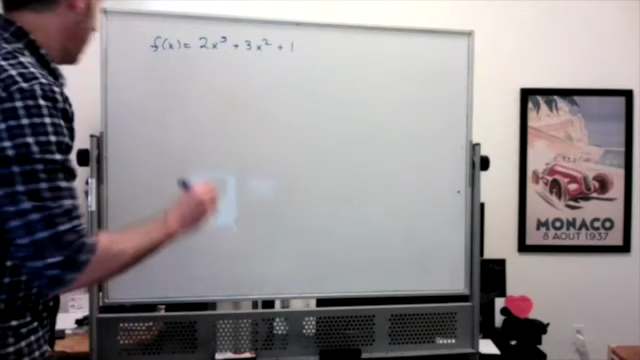 f(x) = 2x³ + 3x² + 1
MONACO
8 AOUT 1937